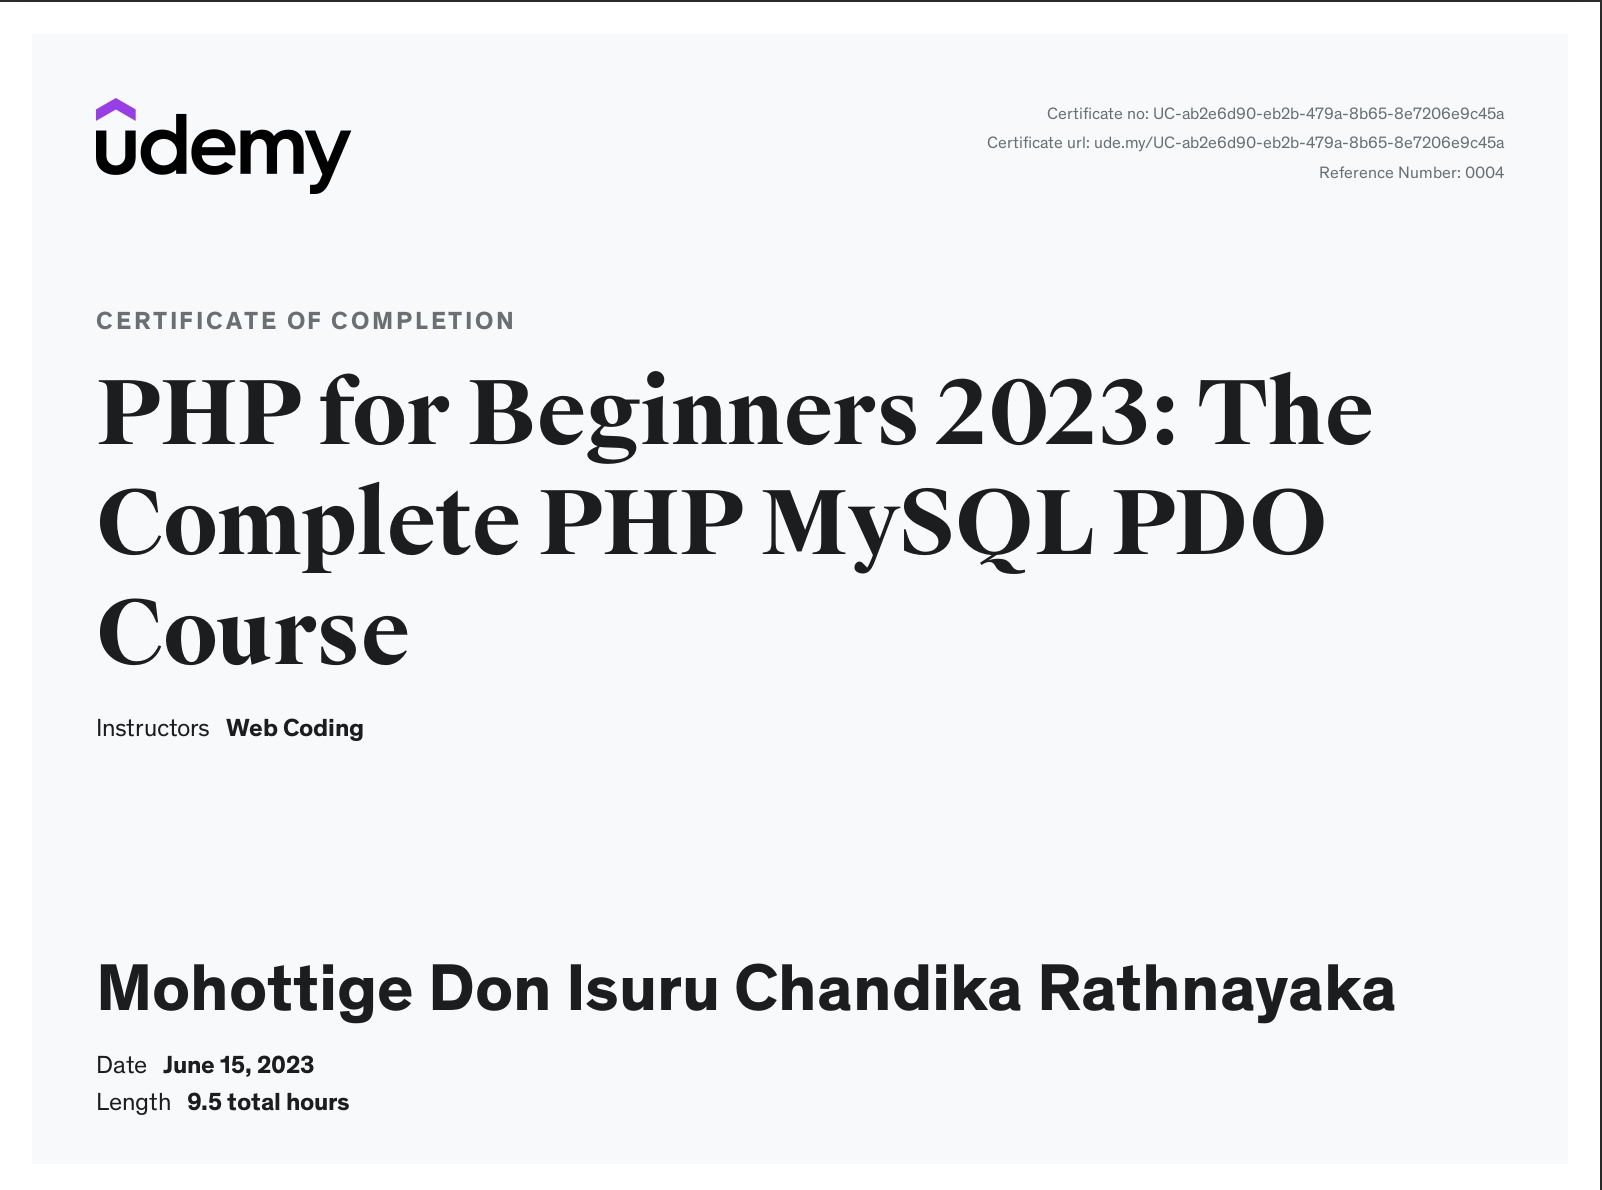 udemy
Certificate no: UC-ab2e6d90-eb2b-479a-8b65-8e7206e9c45a
Certificate url: ude.my/UC-ab2e6d90-eb2b-479a-8b65-8e7206e9c45a
Reference Number: 0004
CERTIFICATE OF COMPLETION
PHP for Beginners 2023: The
Complete PHP MySQL PDO
Course
Instructors Web Coding
Mohottige Don Isuru Chandika Rathnayaka
Date June 15, 2023
Length 9.5 total hours